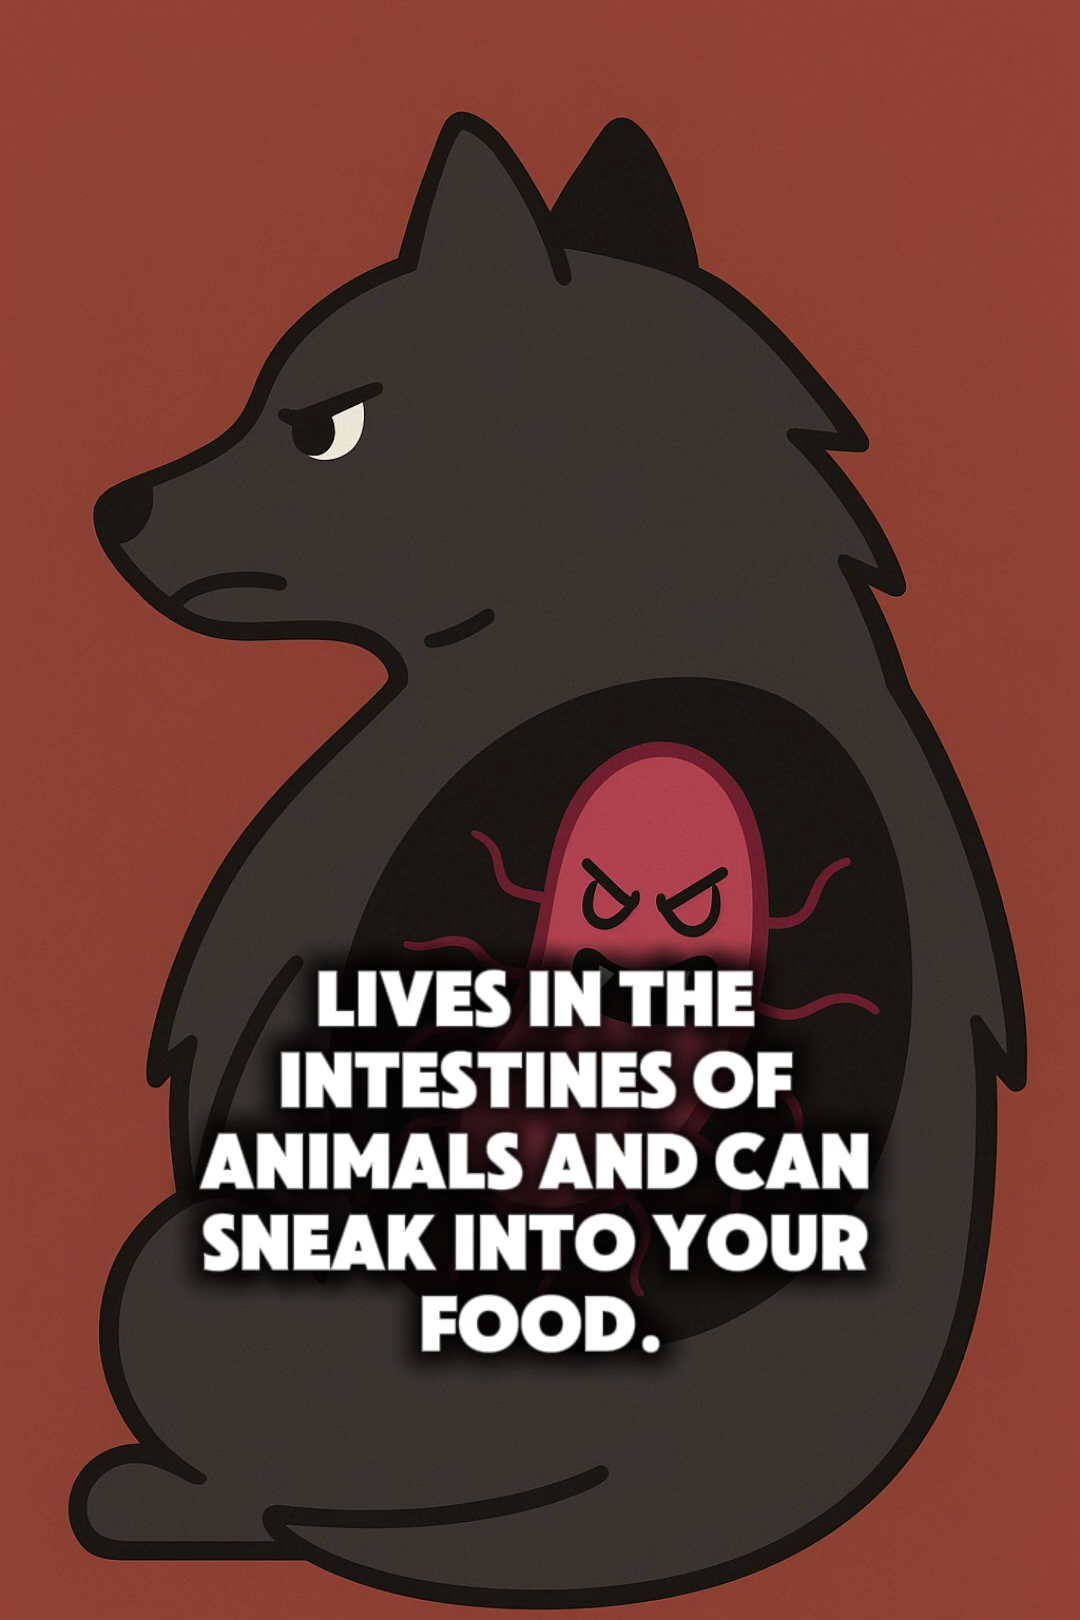 LIVES IN THE
INTESTINES OF
ANIMALS AND CAN
SNEAK INTO YOUR
FOOD.